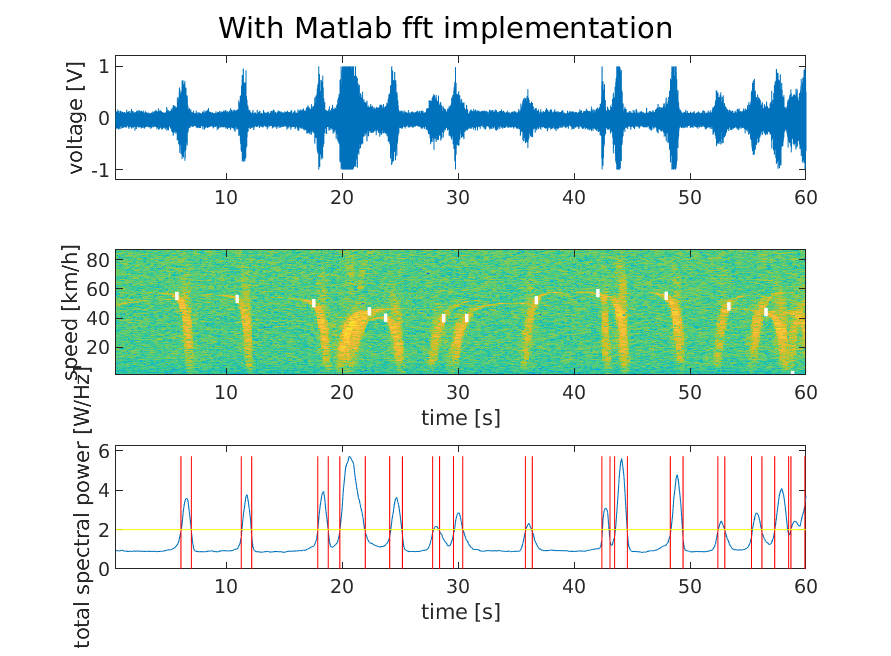 With Matlab fft implementation
voltage [V]
1
0
-1
10 20 30 40 50 60
speed [km/h]
80
60
40
20
10 20 30 40 50 60
time [s]
total spectral power [W/Hz]
6
4
2
0
10 20 30 40 50 60
time [s]